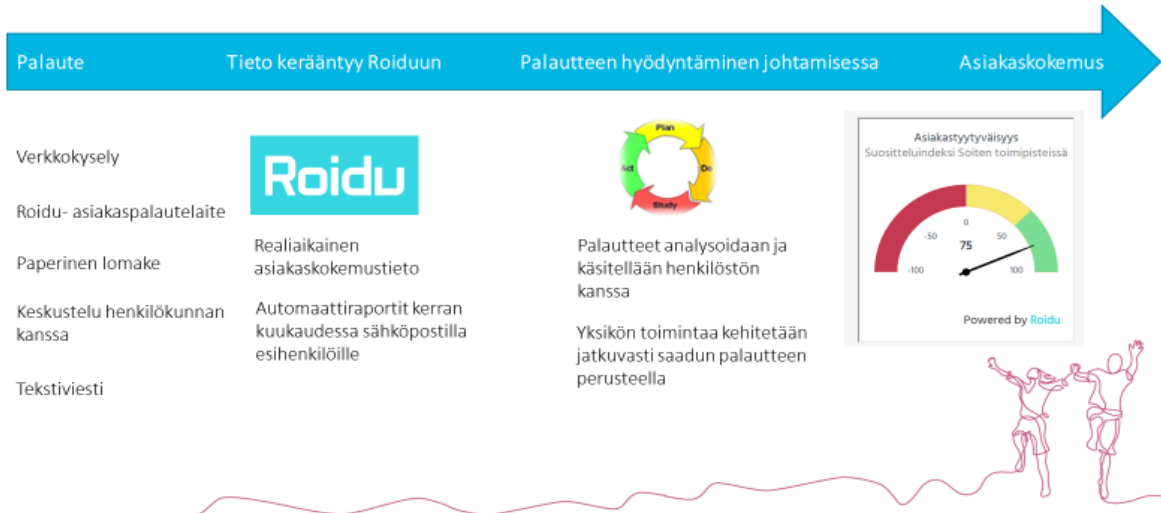 Palaute
Tieto kerääntyy Roiduun
Palautteen hyödyntäminen johtamisessa
Asiakaskokemus
Verkkokysely
Roidu- asiakaspalautelaite
Paperinen lomake
Keskustelu henkilökunnan
kanssa
Tekstiviesti
Roidu
Realiaikainen
asiakaskokemustieto
Automaattiraportit kerran
kuukaudessa sähköpostilla
esihenkilöille
Plan
Do
Study
Act
Palautteet analysoidaan ja
käsitellään henkilöstön
kanssa
Yksikön toimintaa kehitetään
jatkuvasti saadun palautteen
perusteella
Asiakastyytyväisyys
Suositteluindeksi Soiten toimipisteissä
0
-50
50
75
-100
100
Powered by Roidu